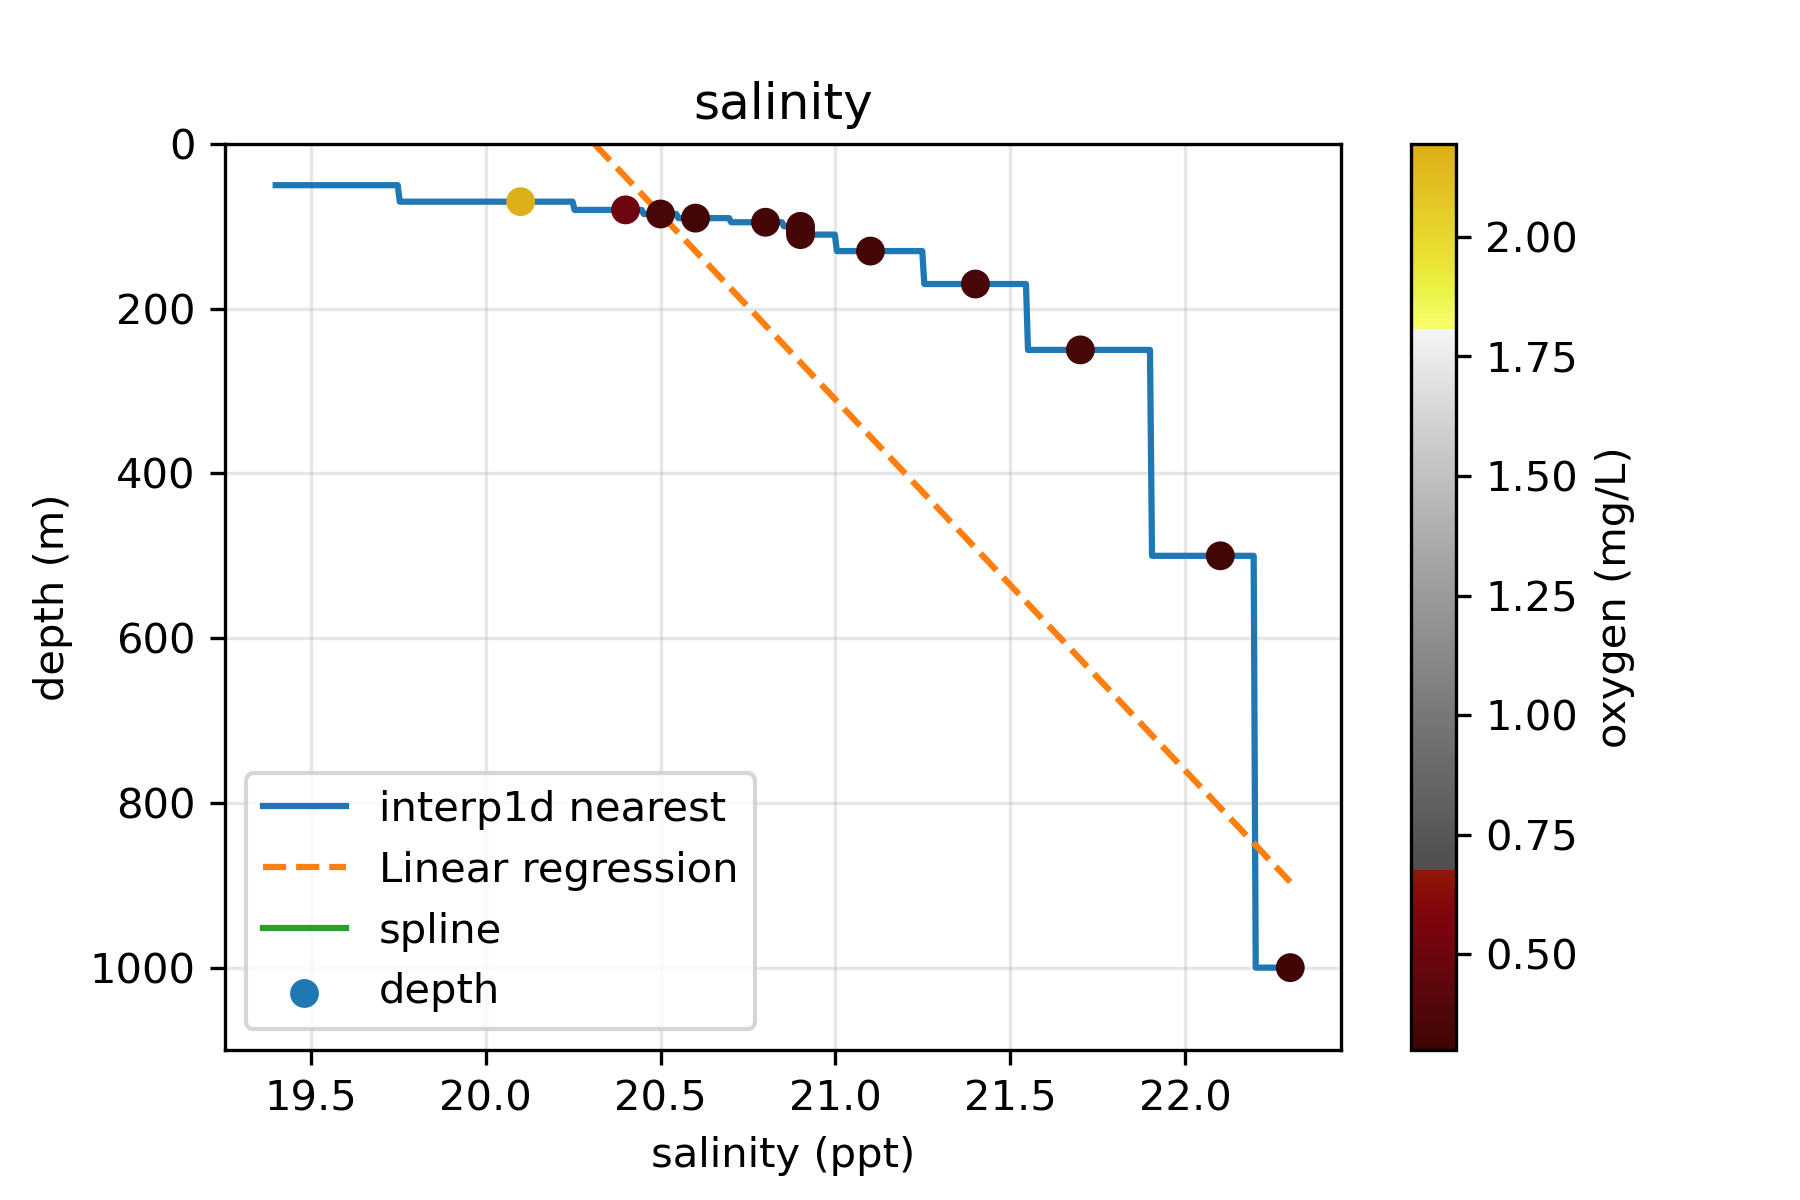 salinity
0
200
400
600
800
1000
depth (m)
interp1d nearest
Linear regression
spline
depth
19.5 20.0 20.5 21.0 21.5 22.0
salinity (ppt)
2.00
1.75
1.50
1.25
1.00
0.75
0.50
oxygen (mg/L)